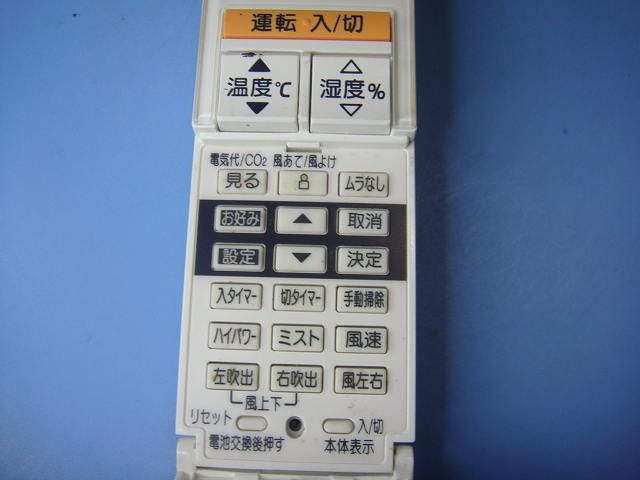 運転 入/切
▲ △
温度℃ 湿度%
▼ ▽
電気代/CO2 風あて/風よけ
見る ムラなし
お好み ▲ 取消
設定 ▼ 決定
入タイマー 切タイマー 手動掃除
ハイパワー ミスト 風速
左吹出 右吹出 風左右
風上下
リセット 入/切
電池交換後押す 本体表示